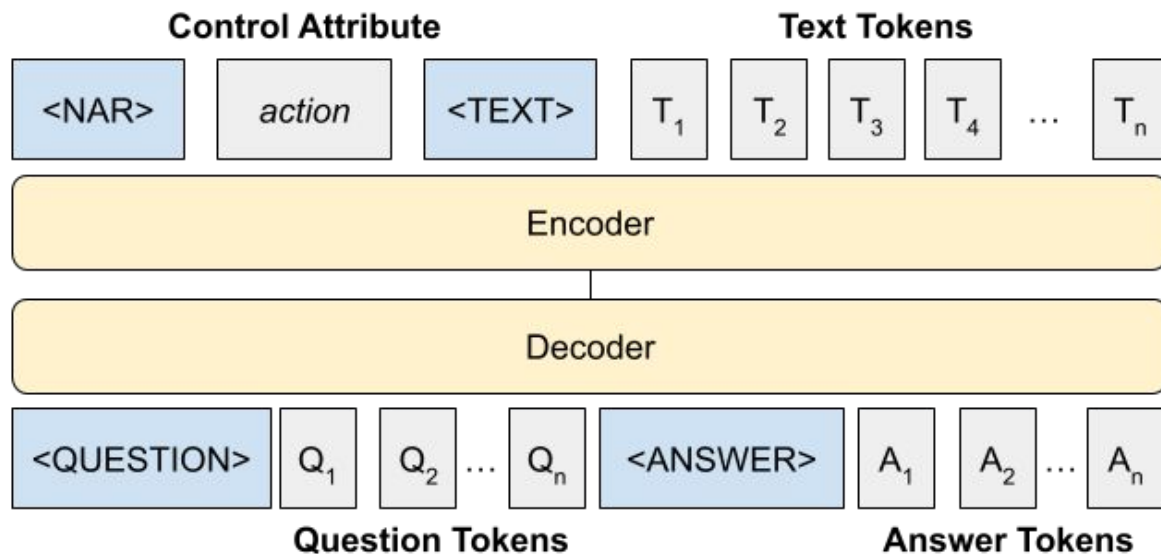 Control Attribute Text Tokens
<NAR> action <TEXT> T₁ T₂ T₃ T₄ ... Tₙ
Encoder
Decoder
<QUESTION> Q₁ Q₂ ... Qₙ <ANSWER> A₁ A₂ ... Aₙ
Question Tokens Answer Tokens